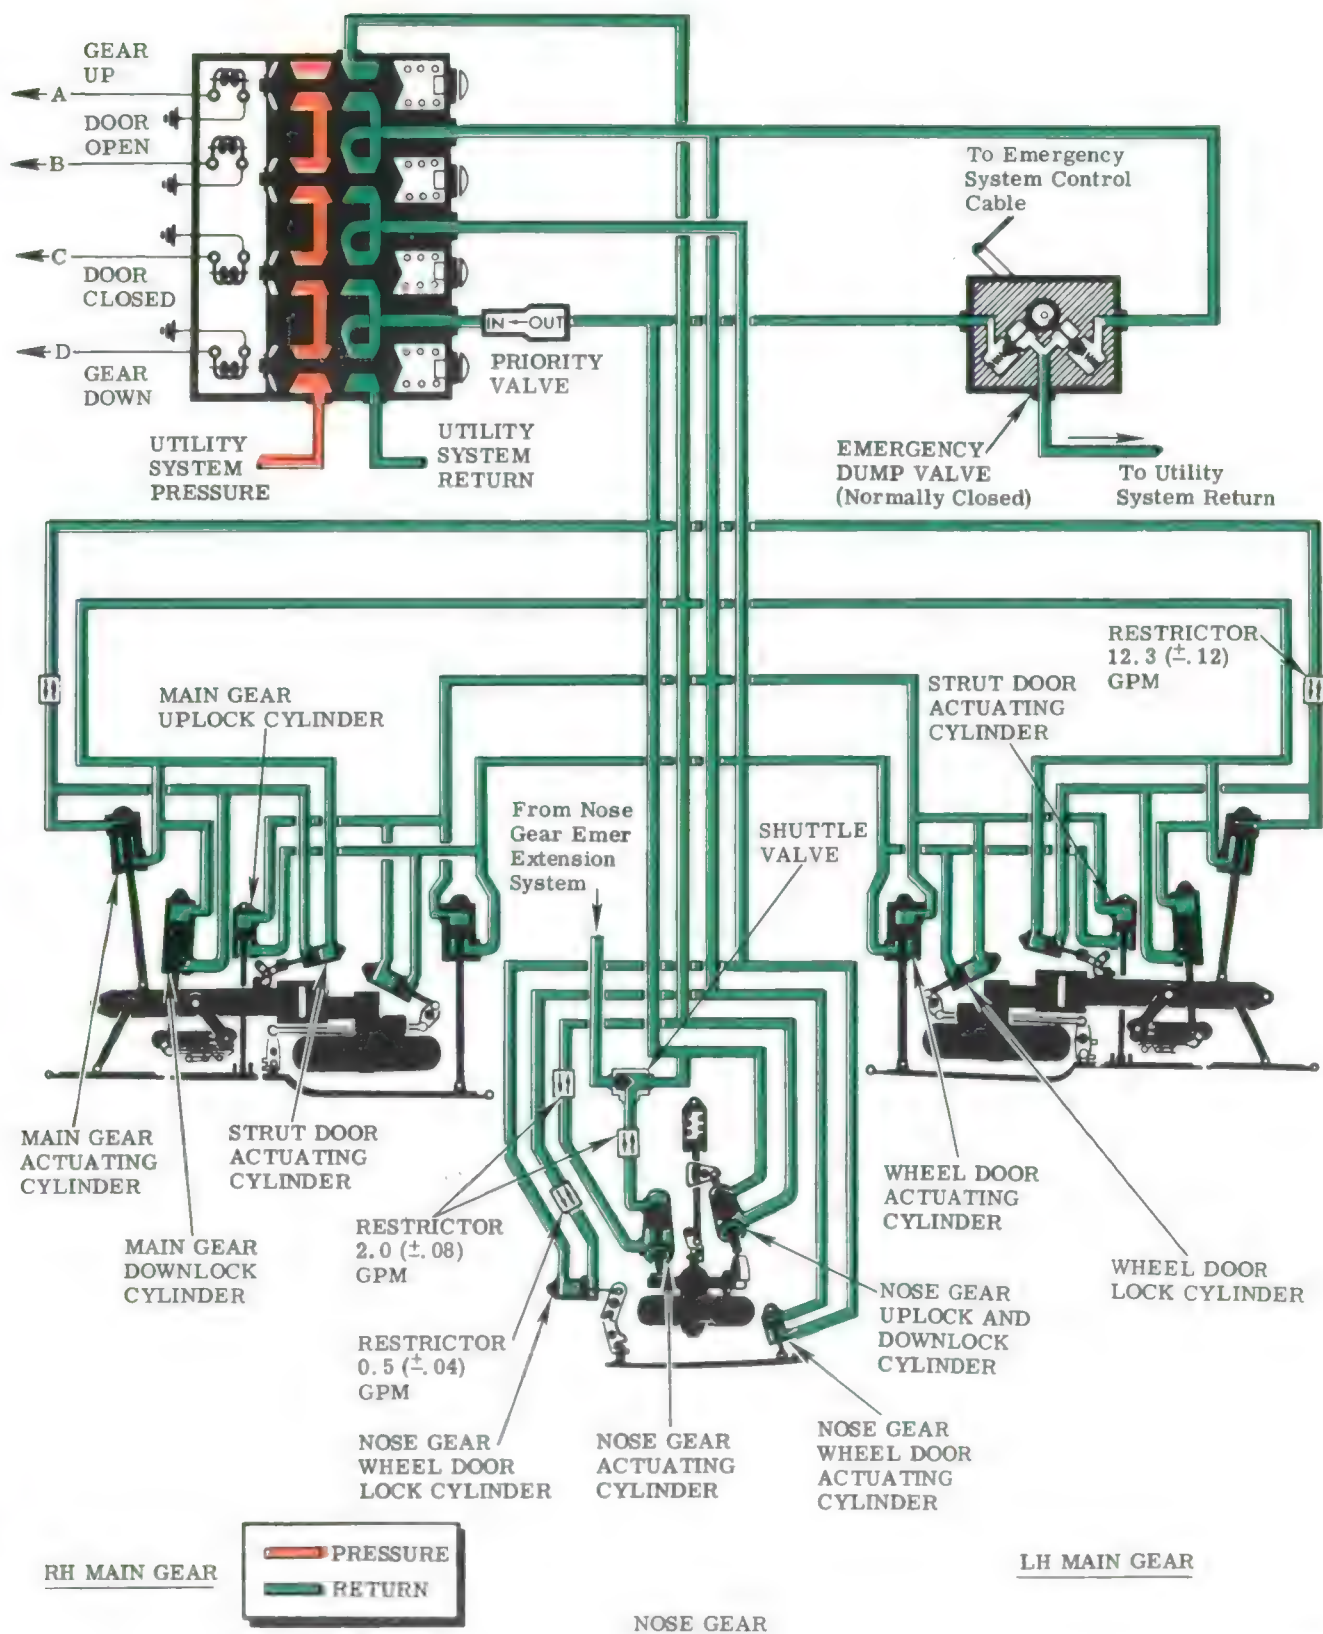 GEAR
UP
A
DOOR
OPEN
B
C
DOOR
CLOSED
D
GEAR
DOWN
UTILITY
SYSTEM
PRESSURE
UTILITY
SYSTEM
RETURN
IN ← OUT
PRIORITY
VALVE
To Emergency
System Control
Cable
EMERGENCY
DUMP VALVE
(Normally Closed)
To Utility
System Return
RESTRICTOR
12.3 (±.12)
GPM
MAIN GEAR
UPLOCK CYLINDER
STRUT DOOR
ACTUATING
CYLINDER
From Nose
Gear Emer
Extension
System
SHUTTLE
VALVE
MAIN GEAR
ACTUATING
CYLINDER
STRUT DOOR
ACTUATING
CYLINDER
MAIN GEAR
DOWNLOCK
CYLINDER
RESTRICTOR
2.0 (±.08)
GPM
RESTRICTOR
0.5 (±.04)
GPM
WHEEL DOOR
ACTUATING
CYLINDER
WHEEL DOOR
LOCK CYLINDER
NOSE GEAR
UPLOCK AND
DOWNLOCK
CYLINDER
NOSE GEAR
WHEEL DOOR
LOCK CYLINDER
NOSE GEAR
ACTUATING
CYLINDER
NOSE GEAR
WHEEL DOOR
ACTUATING
CYLINDER
PRESSURE
RETURN
RH MAIN GEAR
LH MAIN GEAR
NOSE GEAR